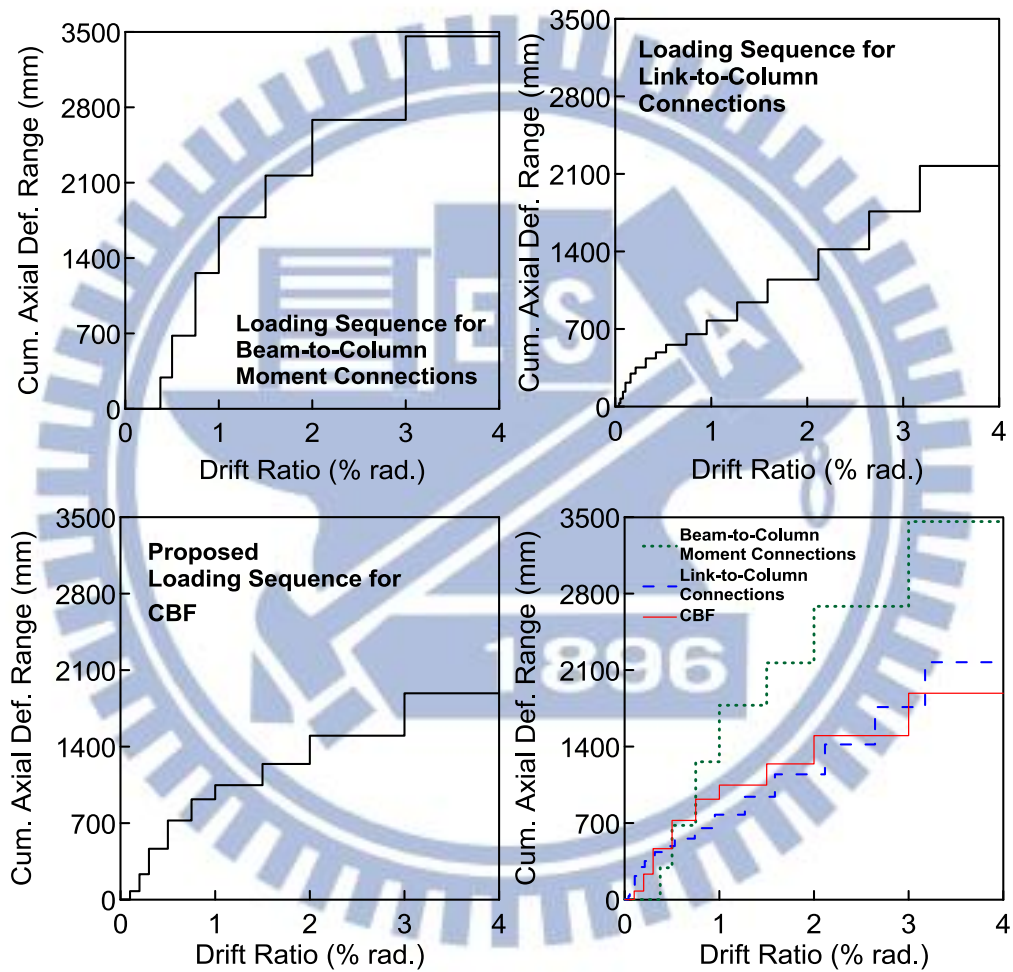 Cum. Axial Def. Range (mm)
3500
2800
2100
1400
700
0
Loading Sequence for
Beam-to-Column
Moment Connections
0 1 2 3 4
Drift Ratio (% rad.)
Cum. Axial Def. Range (mm)
3500
2800
2100
1400
700
0
Loading Sequence for
Link-to-Column
Connections
0 1 2 3 4
Drift Ratio (% rad.)
Cum. Axial Def. Range (mm)
3500
2800
2100
1400
700
0
Proposed
Loading Sequence for
CBF
0 1 2 3 4
Drift Ratio (% rad.)
Cum. Axial Def. Range (mm)
3500
2800
2100
1400
700
0
Beam-to-Column
Moment Connections
Link-to-Column
Connections
CBF
0 1 2 3 4
Drift Ratio (% rad.)
E S A
1896